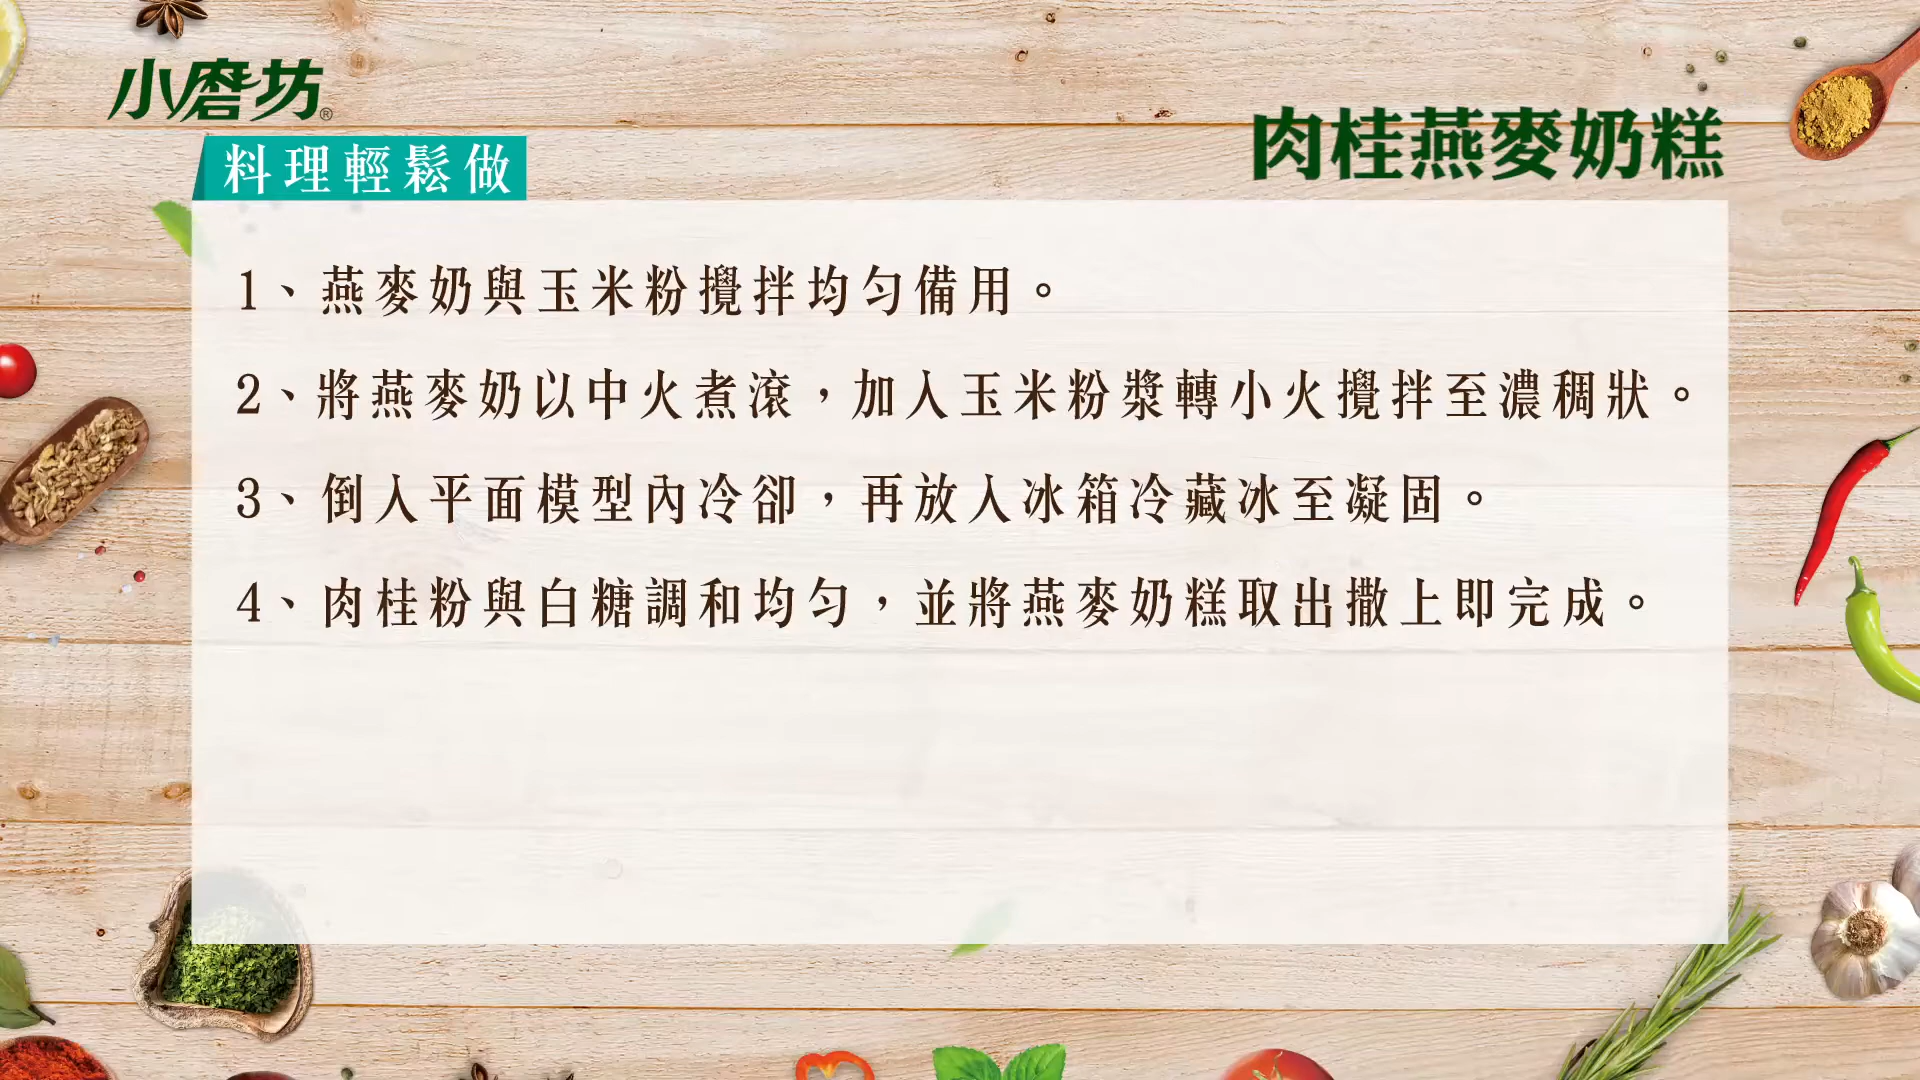 小磨坊®
肉桂燕麥奶糕
料理輕鬆做
1、燕麥奶與玉米粉攪拌均勻備用。
2、將燕麥奶以中火煮滾，加入玉米粉漿轉小火攪拌至濃稠狀。
3、倒入平面模型內冷卻，再放入冰箱冷藏冰至凝固。
4、肉桂粉與白糖調和均勻，並將燕麥奶糕取出撒上即完成。